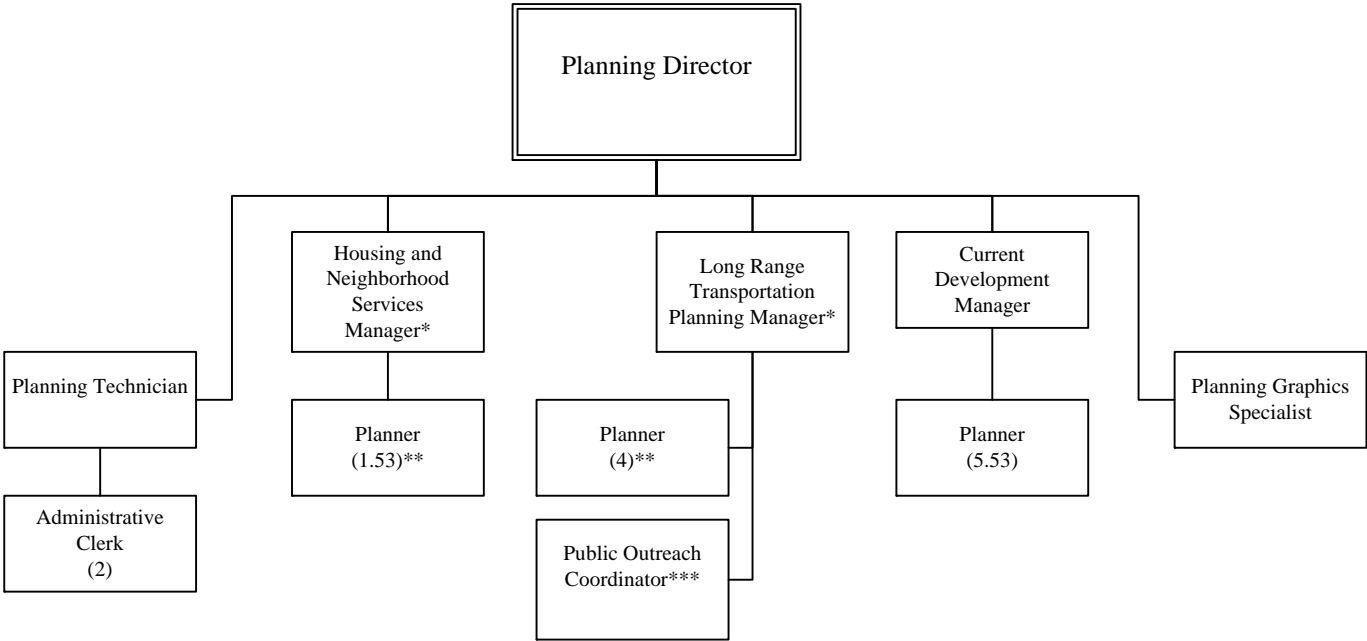 Planning Director
Housing and
Neighborhood
Services
Manager*
Long Range
Transportation
Planning Manager*
Current
Development
Manager
Planning Technician
Planning Graphics
Specialist
Planner
(1.53)**
Planner
(4)**
Planner
(5.53)
Administrative
Clerk
(2)
Public Outreach
Coordinator***